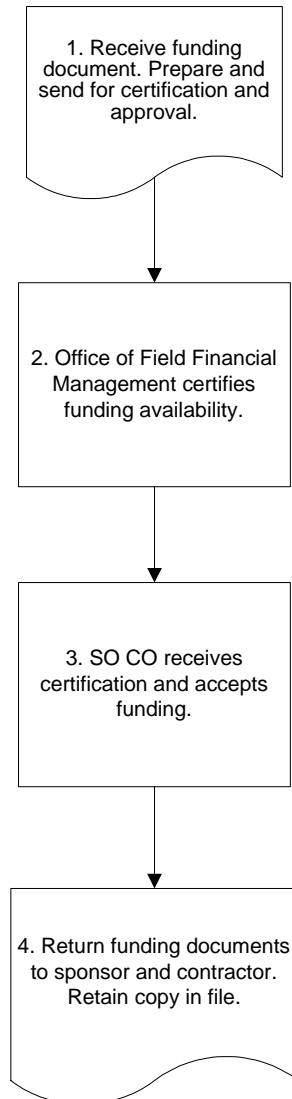 1. Receive funding
document. Prepare and
send for certification and
approval.
2. Office of Field Financial
Management certifies
funding availability.
3. SO CO receives
certification and accepts
funding.
4. Return funding documents
to sponsor and contractor.
Retain copy in file.